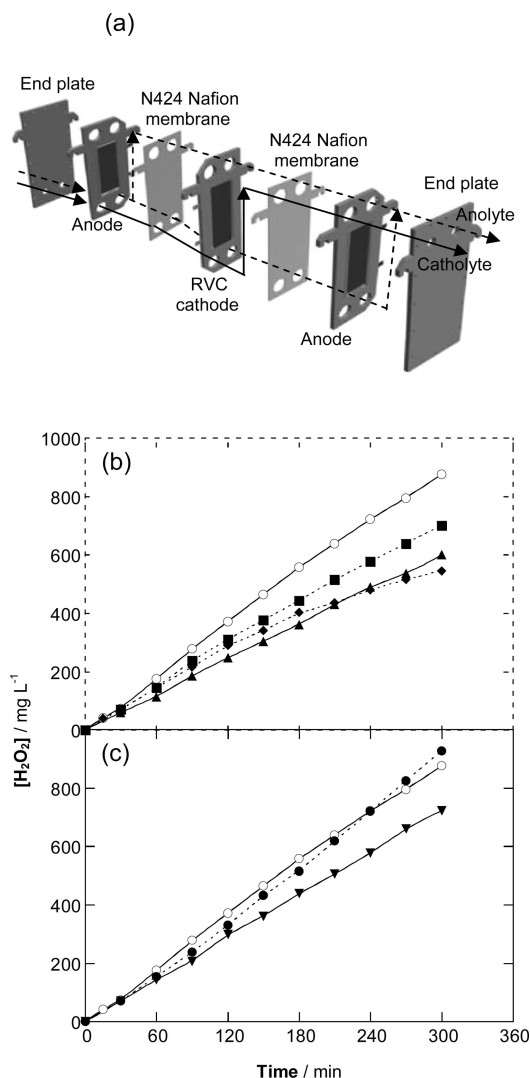 (a)
End plate
N424 Nafion
membrane
N424 Nafion
membrane
End plate
Anolyte
Anode
Catholyte
RVC
cathode
Anode
1000
(b)
800
600
400
200
0
[H₂O₂] / mg L⁻¹
(c)
800
600
400
200
0
0 60 120 180 240 300 360
Time / min